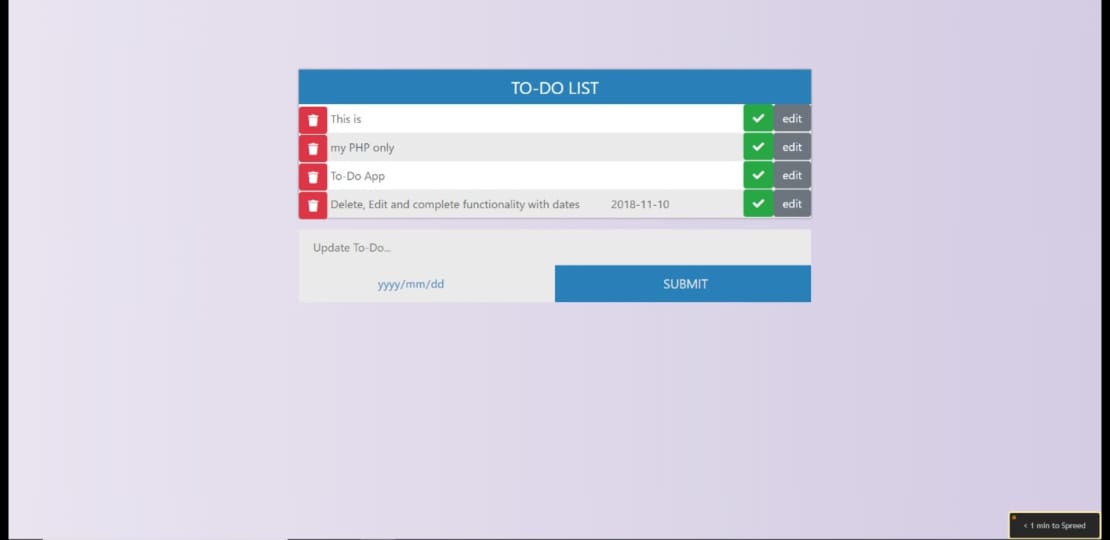 TO-DO LIST
This is edit
my PHP only edit
To-Do App edit
Delete, Edit and complete functionality with dates 2018-11-10 edit
Update To-Do...
yyyy/mm/dd SUBMIT
< 1 min to Spreed